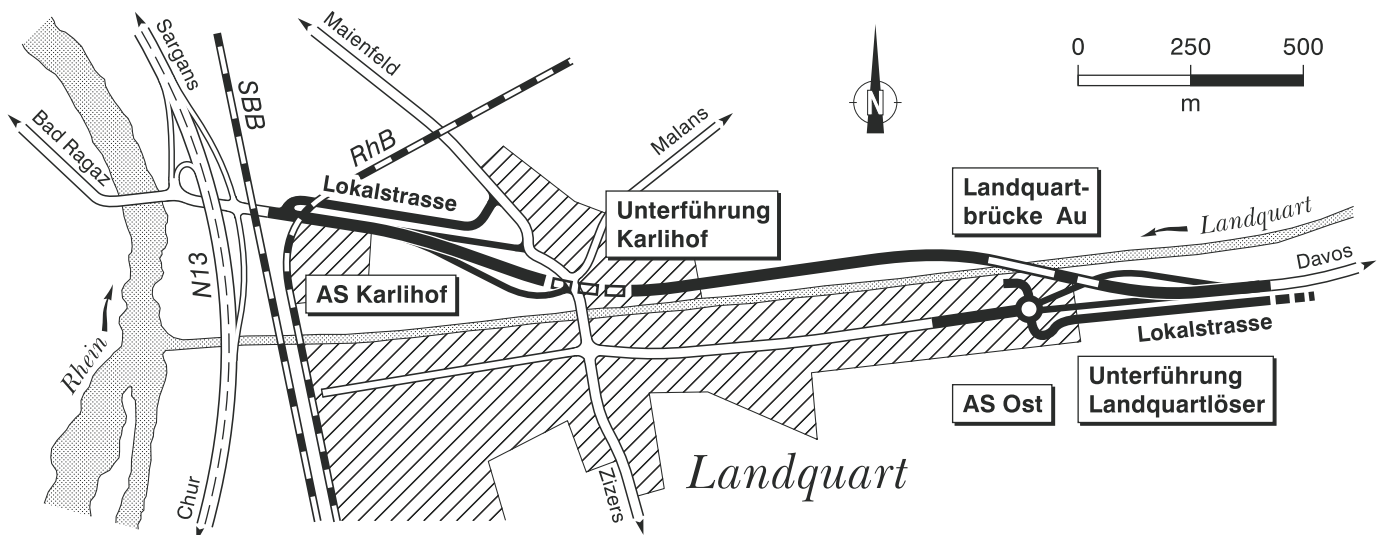 Sargans
Maienfeld
SBB
Bad Ragaz
RhB
Malans
N
0 250 500
m
Lokalstrasse
Unterführung
Karlihof
Landquart-
brücke Au
Landquart
Davos
N13
AS Karlihof
Rhein
Lokalstrasse
AS Ost
Unterführung
Landquartlöser
Landquart
Chur
Zizers